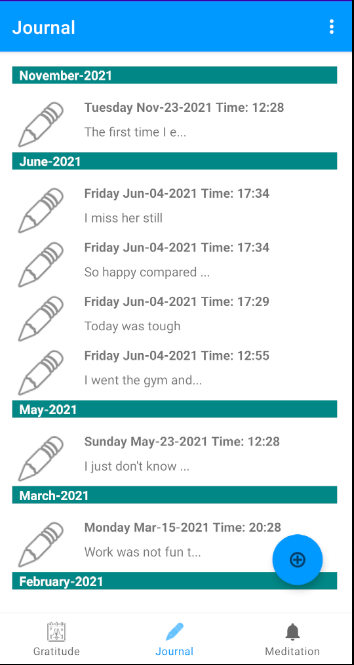 Journal
November-2021
Tuesday Nov-23-2021 Time: 12:28
The first time I e...
June-2021
Friday Jun-04-2021 Time: 17:34
I miss her still
Friday Jun-04-2021 Time: 17:34
So happy compared ...
Friday Jun-04-2021 Time: 17:29
Today was tough
Friday Jun-04-2021 Time: 12:55
I went the gym and...
May-2021
Sunday May-23-2021 Time: 12:28
I just don't know ...
March-2021
Monday Mar-15-2021 Time: 20:28
Work was not fun t...
February-2021
Gratitude
Journal
Meditation